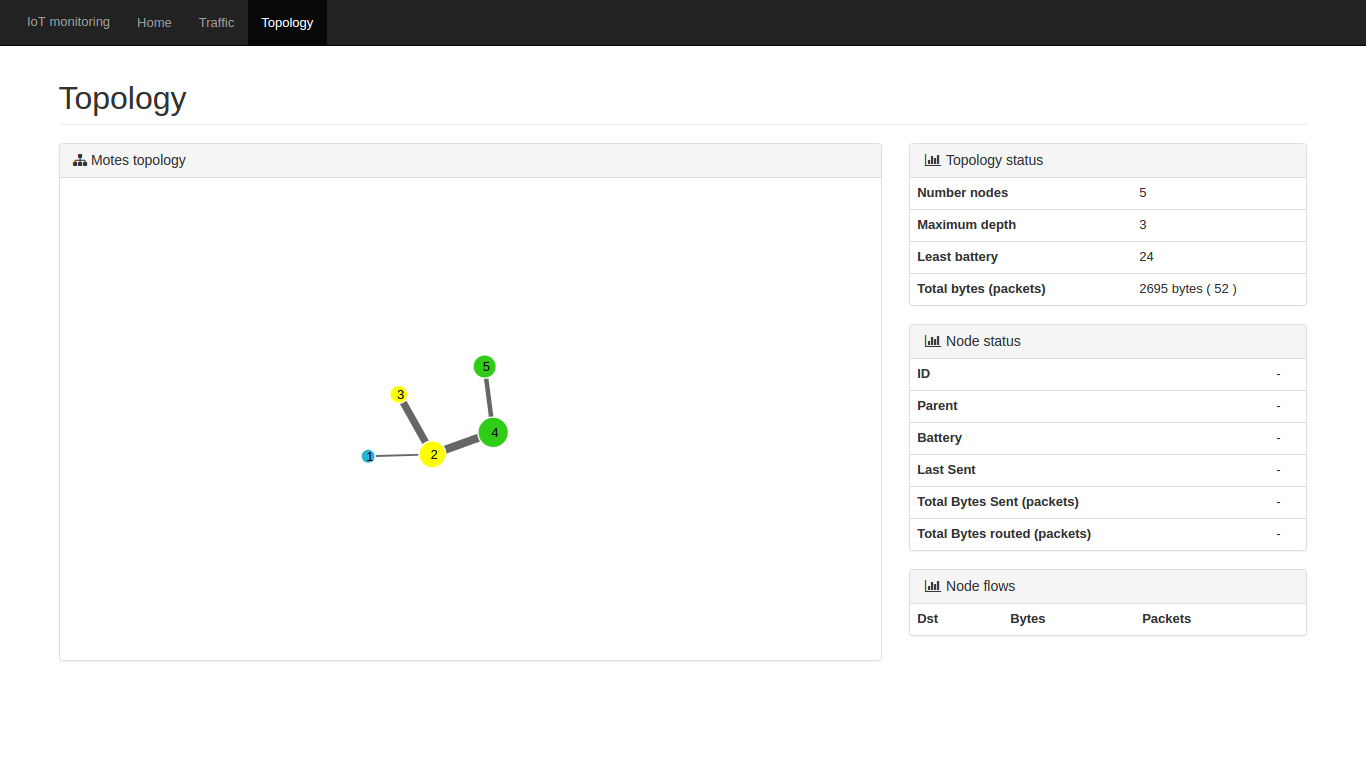 IoT monitoring Home Traffic Topology
Topology
Motes topology
5
3
4
2
1
Topology status
Number nodes 5
Maximum depth 3
Least battery 24
Total bytes (packets) 2695 bytes ( 52 )
Node status
ID -
Parent -
Battery -
Last Sent -
Total Bytes Sent (packets) -
Total Bytes routed (packets) -
Node flows
Dst Bytes Packets